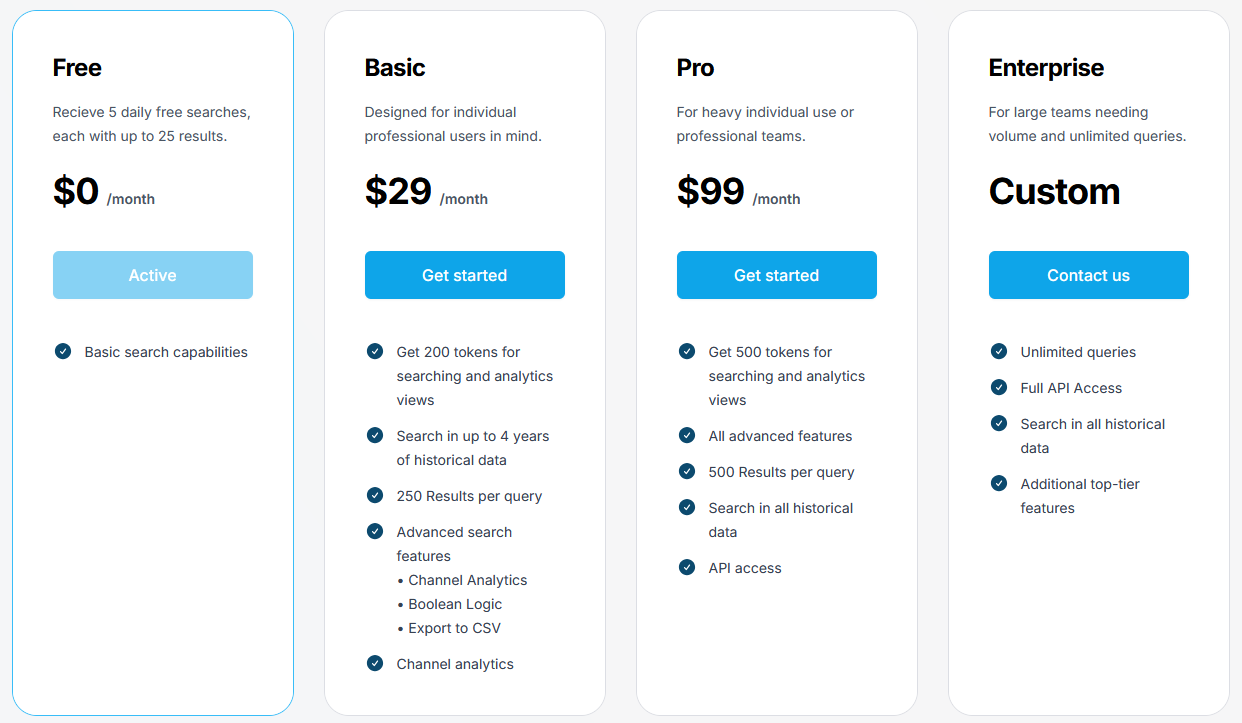 Free
Recieve 5 daily free searches,
each with up to 25 results.
$0 /month
Active
Basic search capabilities
Basic
Designed for individual
professional users in mind.
$29 /month
Get started
Get 200 tokens for
searching and analytics
views
Search in up to 4 years
of historical data
250 Results per query
Advanced search
features
• Channel Analytics
• Boolean Logic
• Export to CSV
Channel analytics
Pro
For heavy individual use or
professional teams.
$99 /month
Get started
Get 500 tokens for
searching and analytics
views
All advanced features
500 Results per query
Search in all historical
data
API access
Enterprise
For large teams needing
volume and unlimited queries.
Custom
Contact us
Unlimited queries
Full API Access
Search in all historical
data
Additional top-tier
features